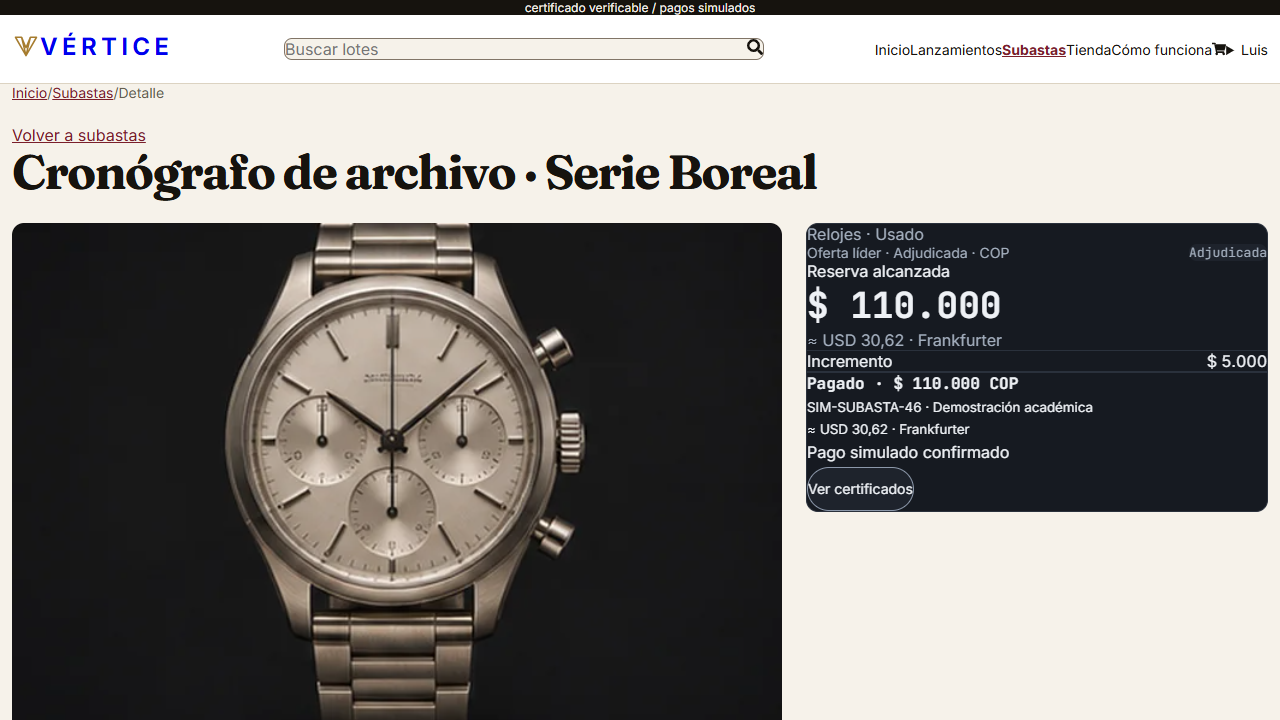 certificado verificable / pagos simulados
VÉRTICE
Buscar lotes
Inicio Lanzamientos Subastas Tienda Cómo funciona Luis
Inicio/Subastas/Detalle
Volver a subastas
Cronógrafo de archivo · Serie Boreal
Relojes · Usado
Oferta líder · Adjudicada · COP
Adjudicada
Reserva alcanzada
$ 110.000
≈ USD 30,62 · Frankfurter
Incremento $ 5.000
Pagado · $ 110.000 COP
SIM-SUBASTA-46 · Demostración académica
≈ USD 30,62 · Frankfurter
Pago simulado confirmado
Ver certificados